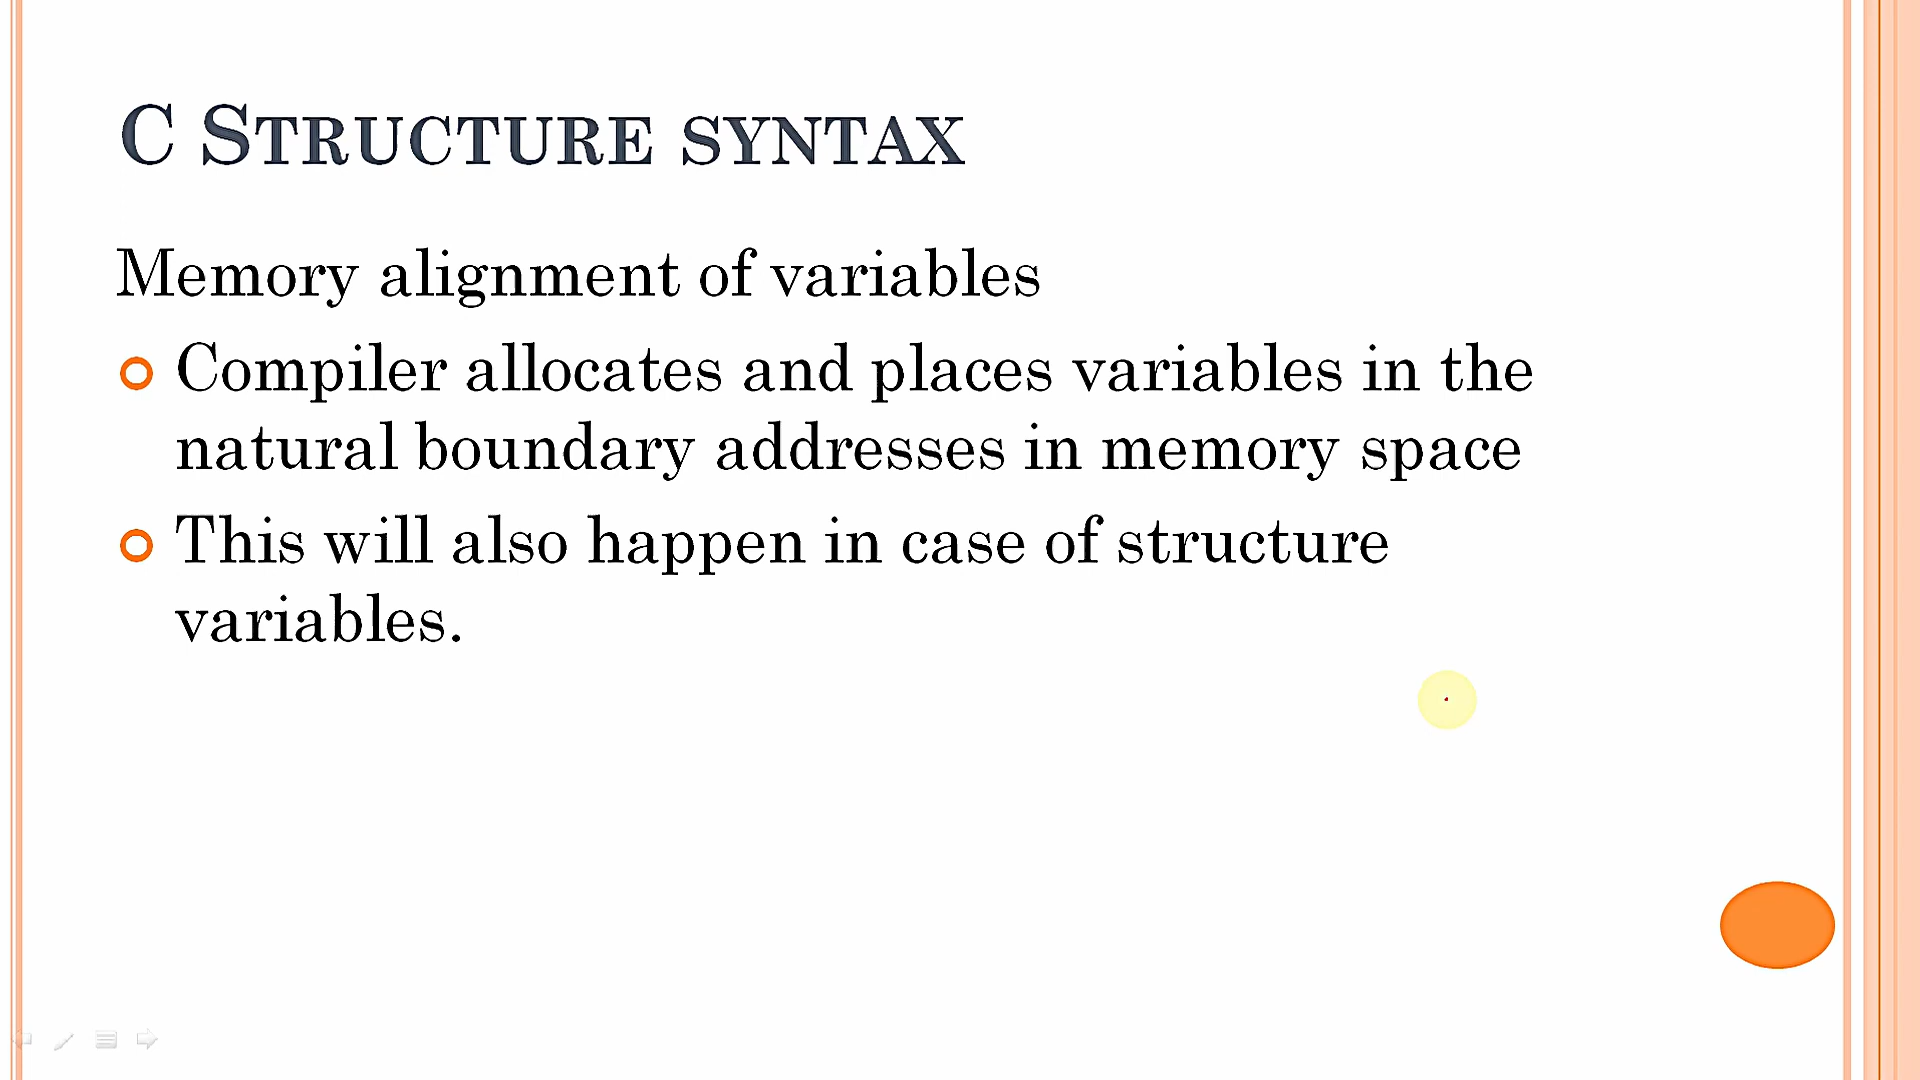 C STRUCTURE SYNTAX
Memory alignment of variables
Compiler allocates and places variables in the
natural boundary addresses in memory space
This will also happen in case of structure
variables.